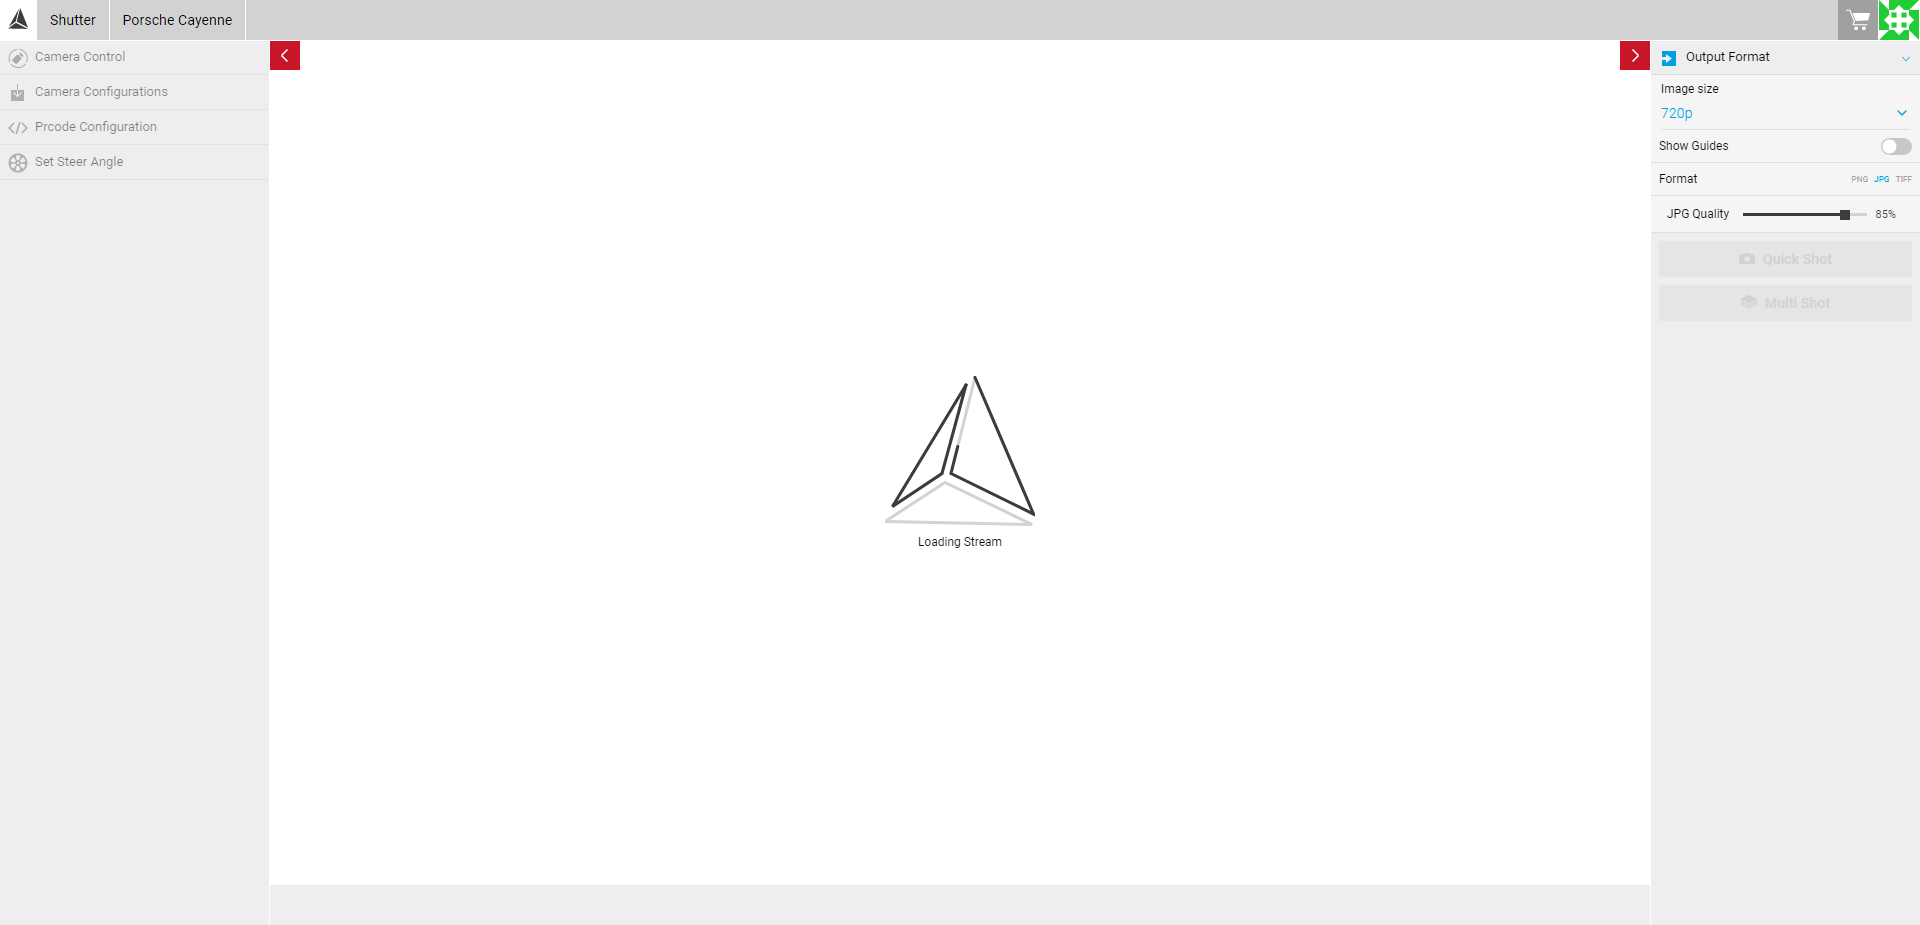 Shutter
Porsche Cayenne
Camera Control
Camera Configurations
Prcode Configuration
Set Steer Angle
Loading Stream
Output Format
Image size
720p
Show Guides
Format PNG JPG TIFF
JPG Quality 85%
Quick Shot
Multi Shot